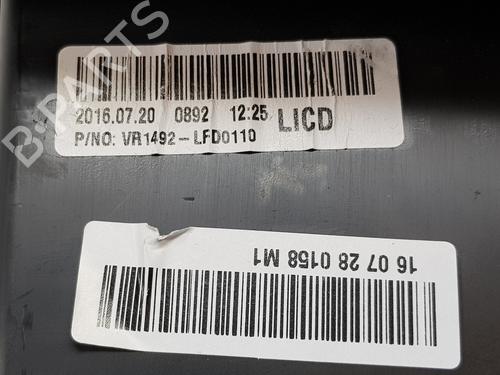 2016.07.20 0892 12:25 LICD
P/NO: VR1492-LFD0110
16 07 28 0158 M1
B-PARTS